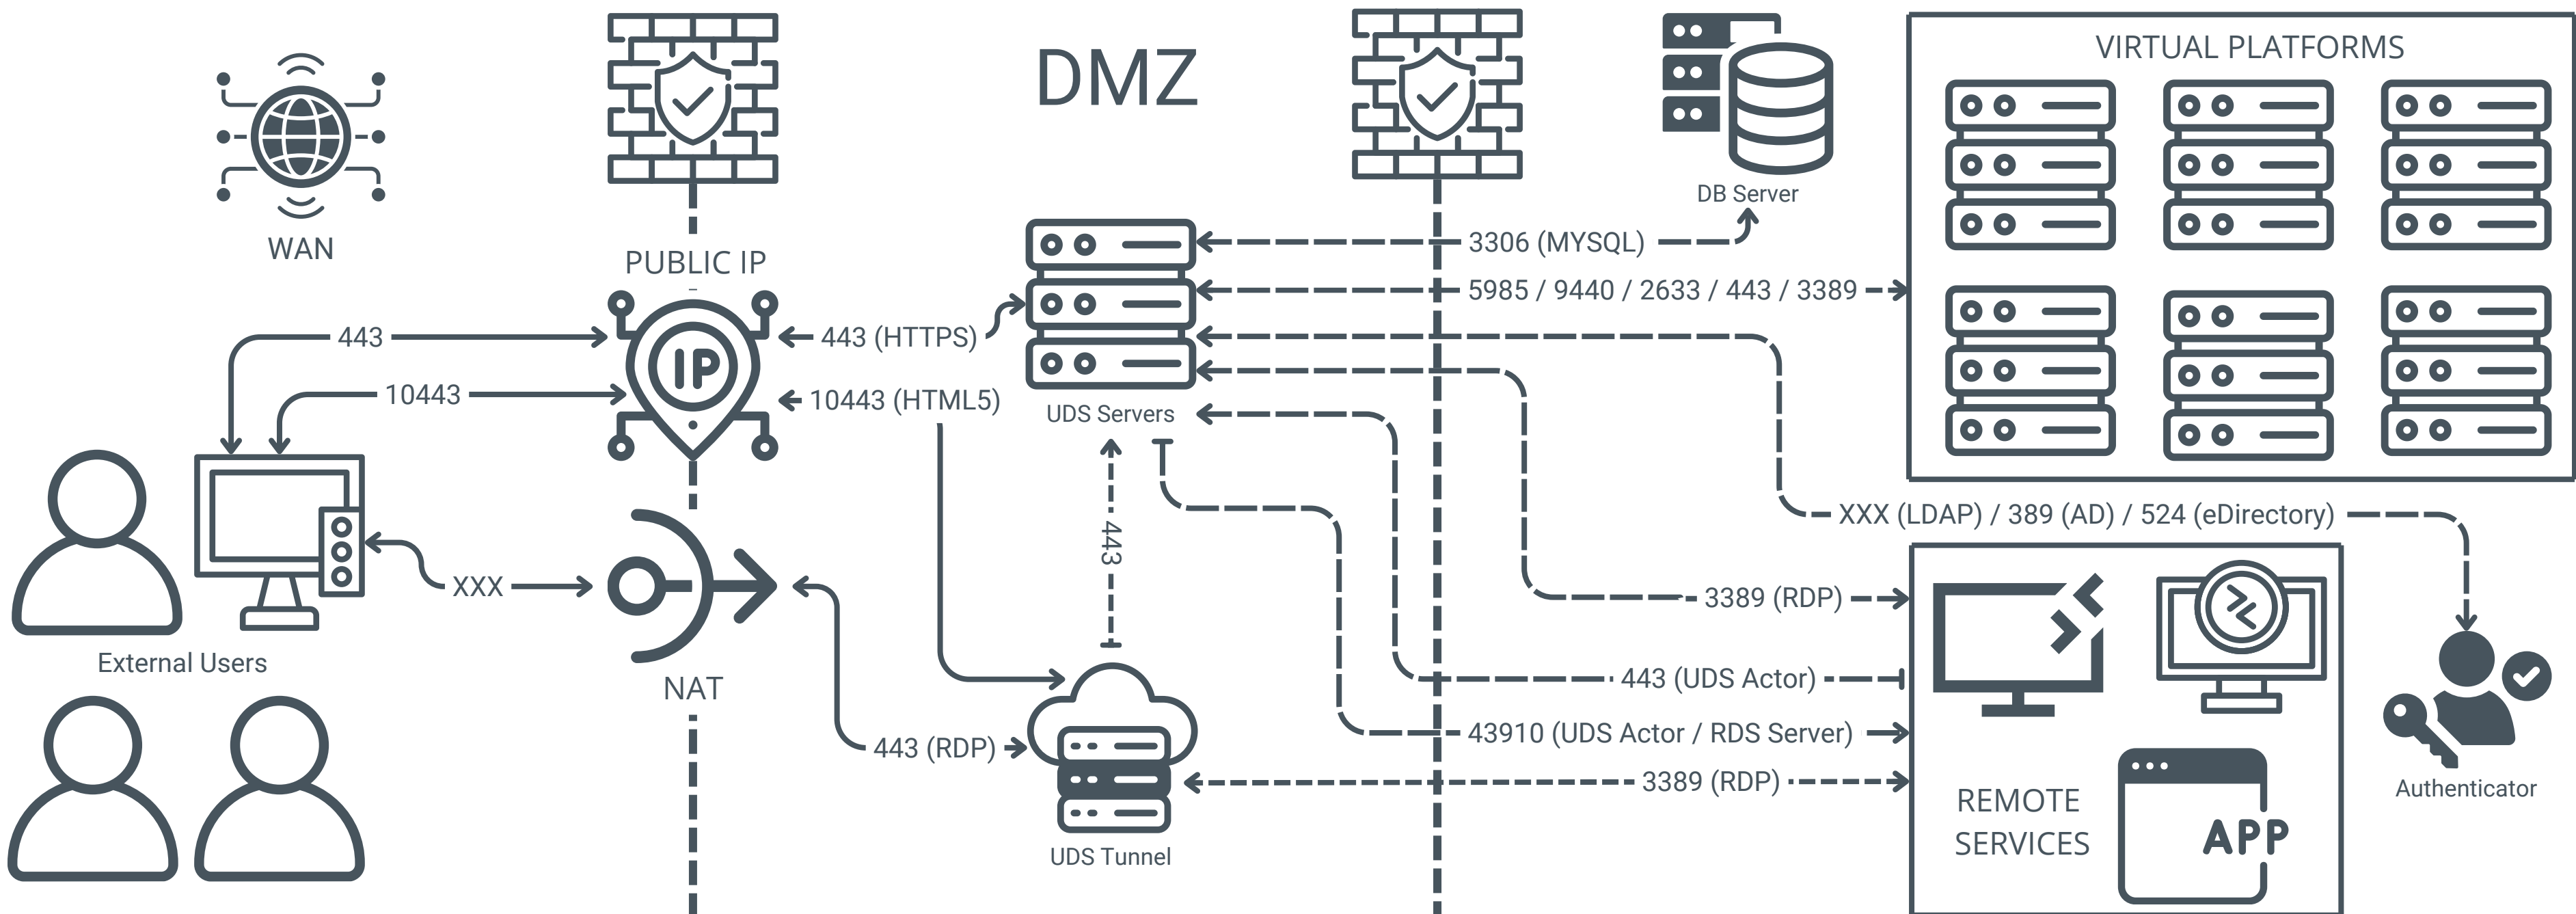 DMZ
VIRTUAL PLATFORMS
WAN
DB Server
PUBLIC IP
3306 (MYSQL)
5985 / 9440 / 2633 / 443 / 3389
443
443 (HTTPS)
IP
10443
10443 (HTML5)
UDS Servers
XXX (LDAP) / 389 (AD) / 524 (eDirectory)
443
XXX
3389 (RDP)
External Users
NAT
443 (UDS Actor)
443 (RDP)
43910 (UDS Actor / RDS Server)
3389 (RDP)
Authenticator
REMOTE
SERVICES
APP
UDS Tunnel